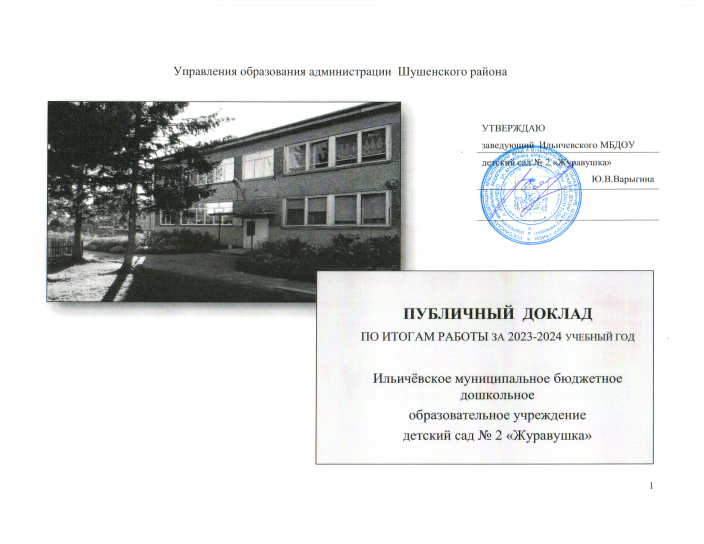 Управления образования администрации Шушенского района
УТВЕРЖДАЮ
заведующий Ильичевского МБДОУ
детский сад № 2 «Журавушка»
Ю.В.Варыгина
ПУБЛИЧНЫЙ ДОКЛАД
ПО ИТОГАМ РАБОТЫ ЗА 2023-2024 УЧЕБНЫЙ ГОД
Ильичёвское муниципальное бюджетное
дошкольное
образовательное учреждение
детский сад № 2 «Журавушка»
1